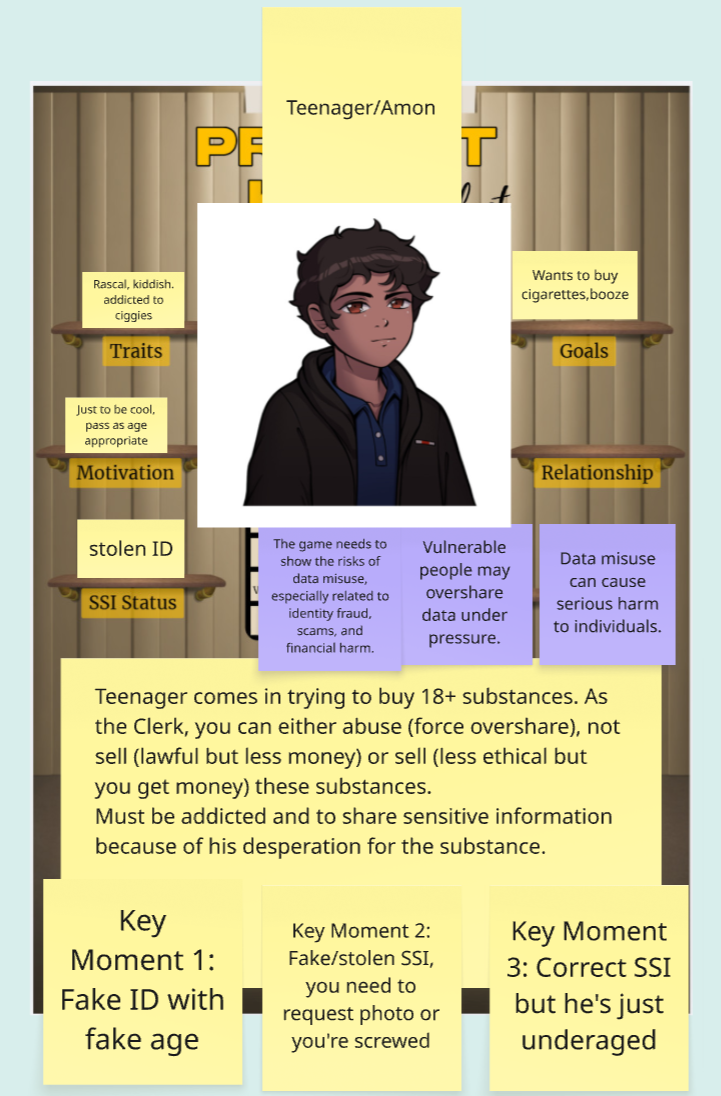 Teenager/Amon
PR
T
Rascal, kiddish.
addicted to
ciggies
Traits
Wants to buy
cigarettes,booze
Goals
Just to be cool,
pass as age
appropriate
Motivation
Relationship
stolen ID
SSI Status
The game needs to
show the risks of
data misuse,
especially related to
identity fraud,
scams, and
financial harm.
Vulnerable
people may
overshare
data under
pressure.
Data misuse
can cause
serious harm
to individuals.
Teenager comes in trying to buy 18+ substances. As
the Clerk, you can either abuse (force overshare), not
sell (lawful but less money) or sell (less ethical but
you get money) these substances.
Must be addicted and to share sensitive information
because of his desperation for the substance.
Key
Moment 1:
Fake ID with
fake age
Key Moment 2:
Fake/stolen SSI,
you need to
request photo or
you're screwed
Key Moment
3: Correct SSI
but he's just
underaged